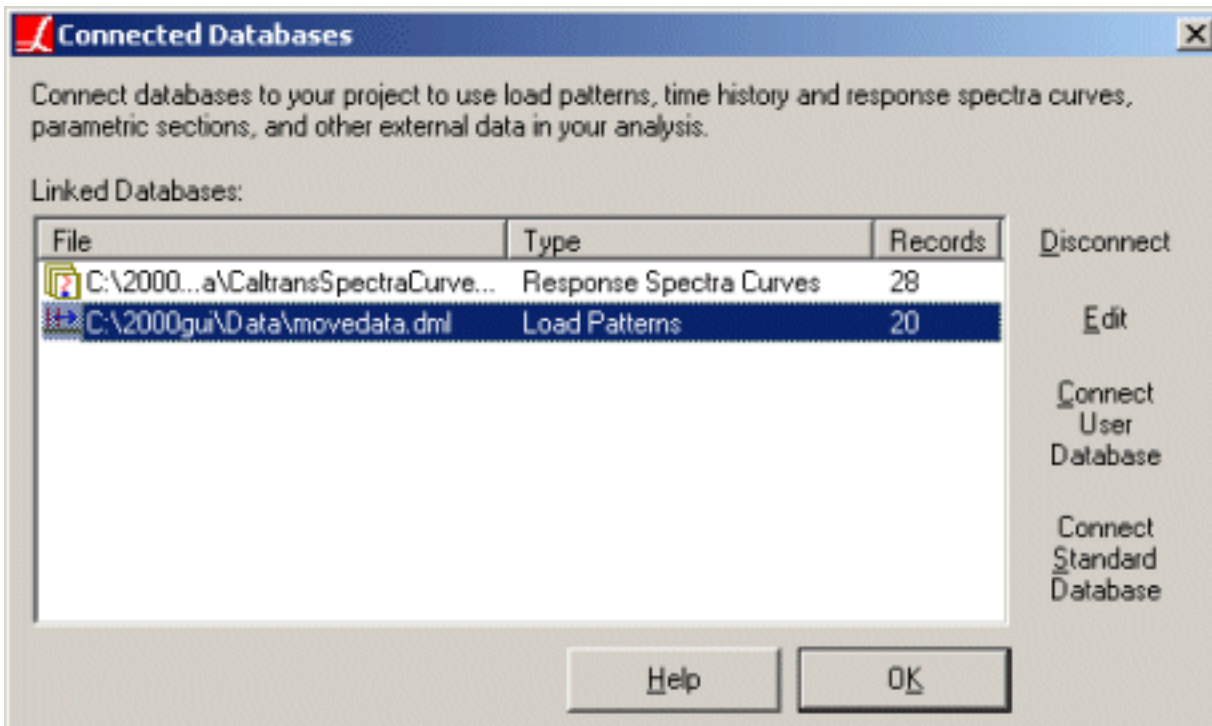 Connected Databases
Connect databases to your project to use load patterns, time history and response spectra curves,
parametric sections, and other external data in your analysis.
Linked Databases:
File Type Records
C:\2000...a\CaltransSpectraCurve... Response Spectra Curves 28
C:\2000gui\Data\movedata.dml Load Patterns 20
Disconnect
Edit
Connect
User
Database
Connect
Standard
Database
Help OK